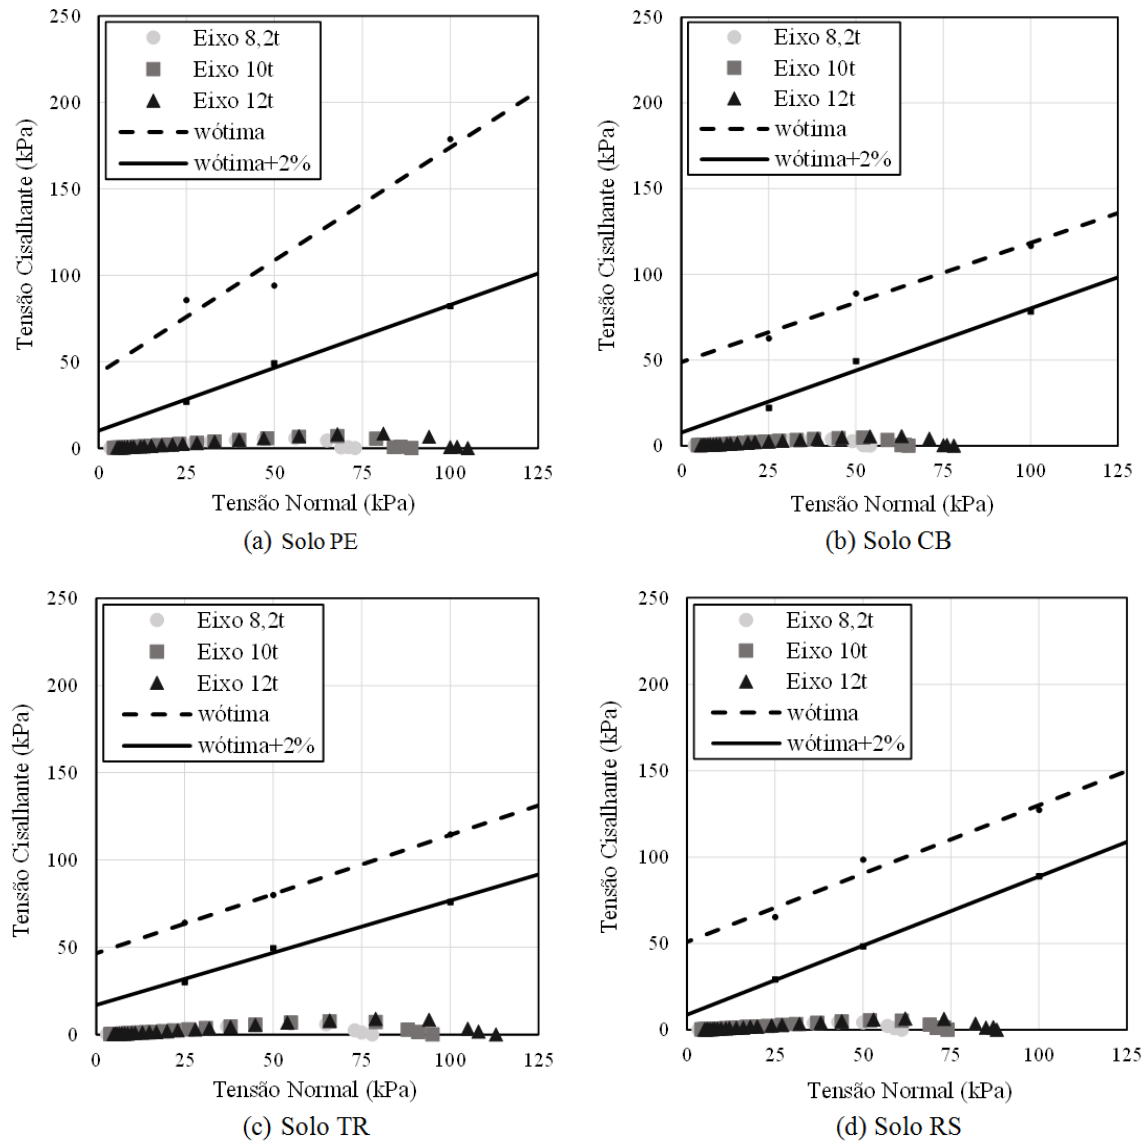 250
200
150
100
50
0
Tensão Cisalhante (kPa)
Eixo 8,2t
Eixo 10t
Eixo 12t
wótima
wótima+2%
0 25 50 75 100 125
Tensão Normal (kPa)
(a) Solo PE
250
200
150
100
50
0
Tensão Cisalhante (kPa)
Eixo 8,2t
Eixo 10t
Eixo 12t
wótima
wótima+2%
0 25 50 75 100 125
Tensão Normal (kPa)
(b) Solo CB
250
200
150
100
50
0
Tensão Cisalhante (kPa)
Eixo 8,2t
Eixo 10t
Eixo 12t
wótima
wótima+2%
0 25 50 75 100 125
Tensão Normal (kPa)
(c) Solo TR
250
200
150
100
50
0
Tensão Cisalhante (kPa)
Eixo 8,2t
Eixo 10t
Eixo 12t
wótima
wótima+2%
0 25 50 75 100 125
Tensão Normal (kPa)
(d) Solo RS